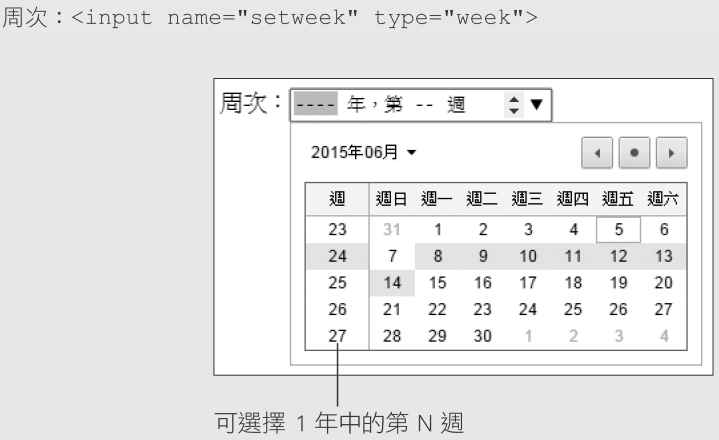 周次：<input name="setweek" type="week">
周次： ---- 年，第 -- 週
2015年06月
週 週日 週一 週二 週三 週四 週五 週六
23 31 1 2 3 4 5 6
24 7 8 9 10 11 12 13
25 14 15 16 17 18 19 20
26 21 22 23 24 25 26 27
27 28 29 30 1 2 3 4
可選擇 1 年中的第 N 週